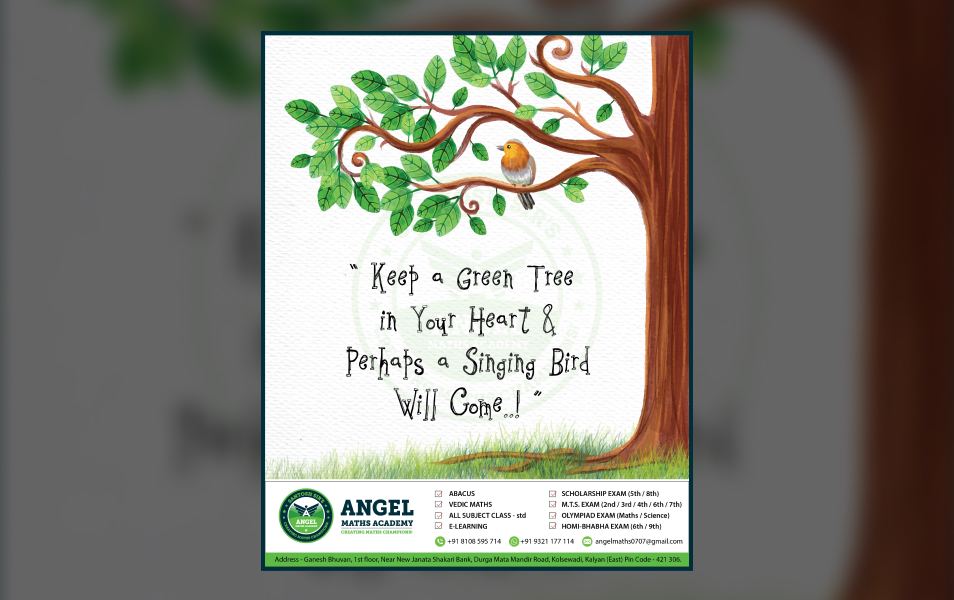 “ Keep a Green Tree
in Your Heart &
Perhaps a Singing Bird
Will Come..! ”
SANTOSH SIR'S
ANGEL
ANGEL
MATHS ACADEMY
CREATING MATHS CHAMPIONS
ABACUS
VEDIC MATHS
ALL SUBJECT CLASS - std
E-LEARNING
SCHOLARSHIP EXAM (5th / 8th)
M.T.S. EXAM (2nd / 3rd / 4th / 6th / 7th)
OLYMPIAD EXAM (Maths / Science)
HOMI-BHABHA EXAM (6th / 9th)
+91 8108 595 714
+91 9321 177 114
angelmaths0707@gmail.com
Address - Ganesh Bhuvan, 1st floor, Near New Janata Shakari Bank, Durga Mata Mandir Road, Kolsewadi, Kalyan (East) Pin Code - 421 306.